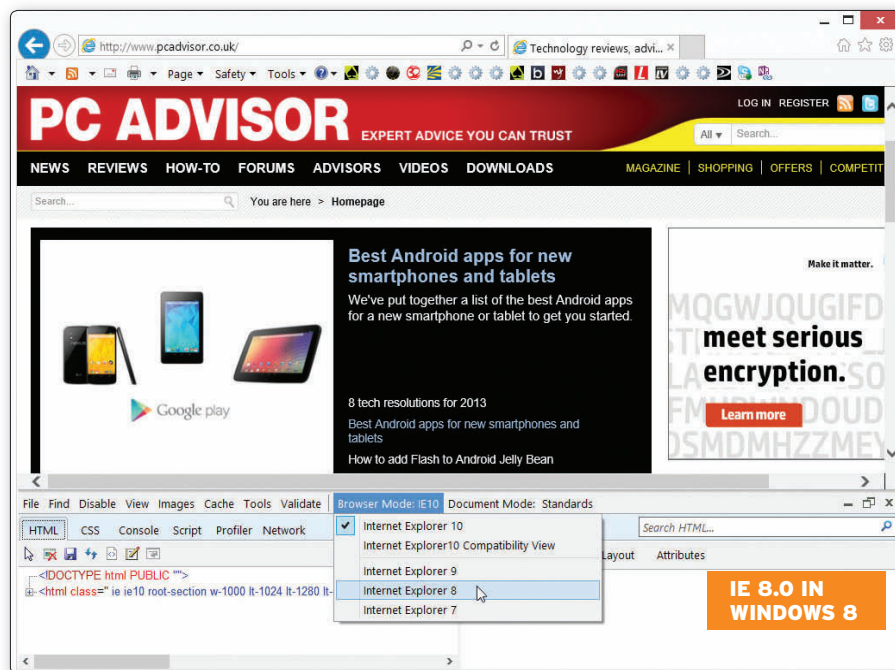 http://www.pcadvisor.co.uk/
Technology reviews, advi...
Page Safety Tools
PC ADVISOR EXPERT ADVICE YOU CAN TRUST
LOG IN REGISTER
All Search...
NEWS REVIEWS HOW-TO FORUMS ADVISORS VIDEOS DOWNLOADS
MAGAZINE | SHOPPING | OFFERS | COMPETIT
Search... You are here > Homepage
Best Android apps for new
smartphones and tablets
We've put together a list of the best Android apps
for a new smartphone or tablet to get you started.
Google play
8 tech resolutions for 2013
Best Android apps for new smartphones and
tablets
How to add Flash to Android Jelly Bean
Make it matter.
MQGWJQUGIFD
meet serious
encryption.
Learn more
DSMDMHZZMEY
File Find Disable View Images Cache Tools Validate Browser Mode: IE10 Document Mode: Standards
HTML CSS Console Script Profiler Network
Search HTML...
Internet Explorer 10
Internet Explorer10 Compatibility View
Internet Explorer 9
Internet Explorer 8
Internet Explorer 7
Layout Attributes
<!DOCTYPE html PUBLIC "">
<html class=" ie ie10 root-section w-1000 lt-1024 lt-1280 lt-
IE 8.0 IN
WINDOWS 8